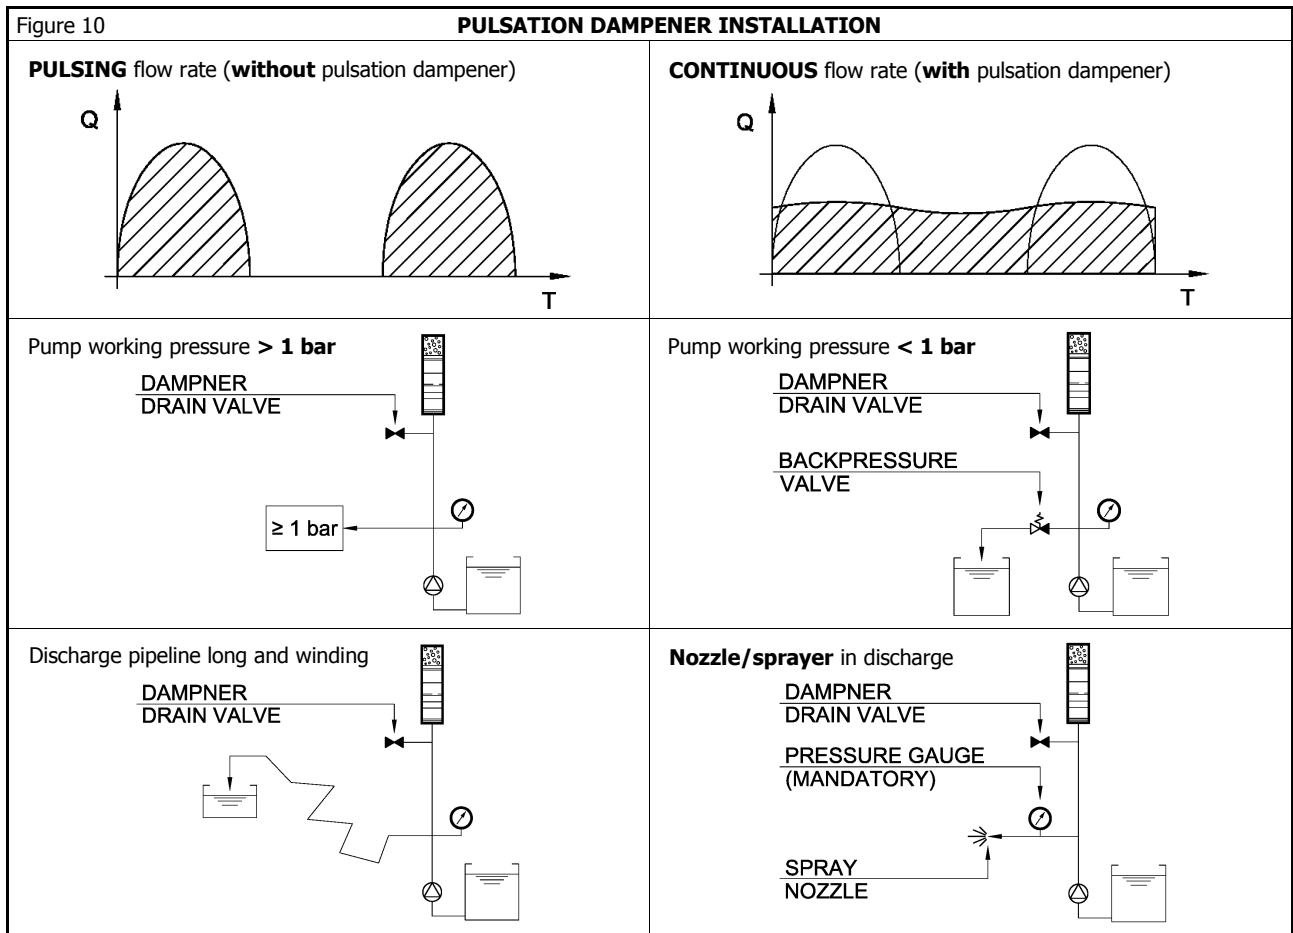 Figure 10
PULSATION DAMPENER INSTALLATION
PULSING flow rate (without pulsation dampener)
Q
T
CONTINUOUS flow rate (with pulsation dampener)
Q
T
Pump working pressure > 1 bar
DAMPNER
DRAIN VALVE
≥ 1 bar
Pump working pressure < 1 bar
DAMPNER
DRAIN VALVE
BACKPRESSURE
VALVE
Discharge pipeline long and winding
DAMPNER
DRAIN VALVE
Nozzle/sprayer in discharge
DAMPNER
DRAIN VALVE
PRESSURE GAUGE
(MANDATORY)
SPRAY
NOZZLE